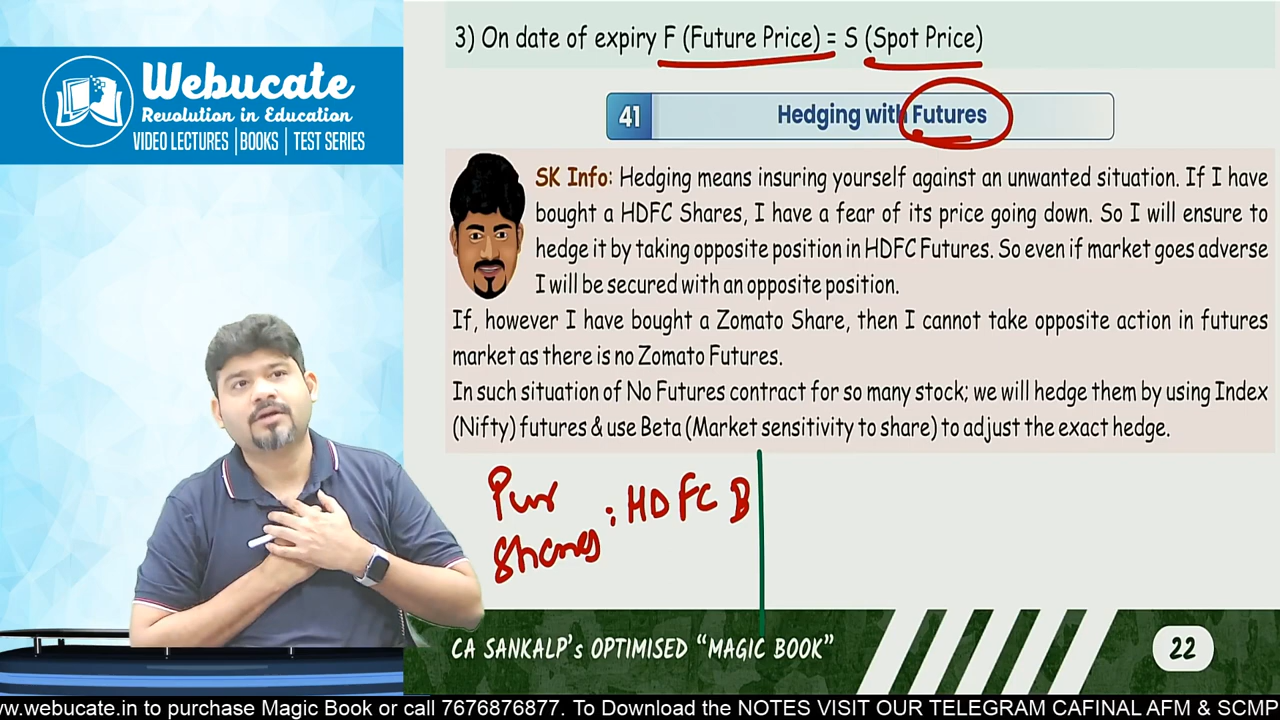 3) On date of expiry F (Future Price) = S (Spot Price)
Webucate
Revolution in Education
VIDEO LECTURES | BOOKS | TEST SERIES
41 Hedging with Futures
SK Info: Hedging means insuring yourself against an unwanted situation. If I have
bought a HDFC Shares, I have a fear of its price going down. So I will ensure to
hedge it by taking opposite position in HDFC Futures. So even if market goes adverse
I will be secured with an opposite position.
If, however I have bought a Zomato Share, then I cannot take opposite action in futures
market as there is no Zomato Futures.
In such situation of No Futures contract for so many stock; we will hedge them by using Index
(Nifty) futures & use Beta (Market sensitivity to share) to adjust the exact hedge.
Pur
Shares : HDFC B
CA SANKALP's OPTIMISED "MAGIC BOOK"
22
ww.webucate.in to purchase Magic Book or call 7676876877. To Download the NOTES VISIT OUR TELEGRAM CAFINAL AFM & SCMP